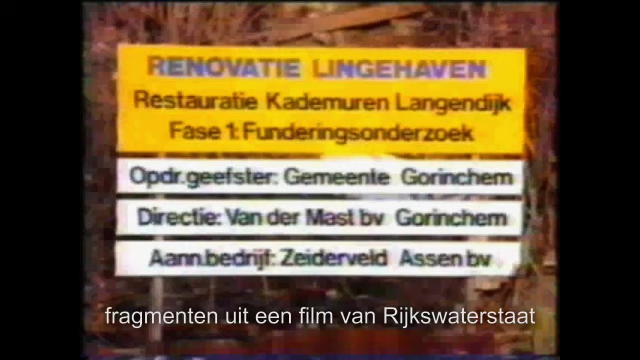 RENOVATIE LINGEHAVEN
Restauratie Kademuren Langendijk
Fase 1: Funderingsonderzoek
Opdr.geefster: Gemeente Gorinchem
Directie: Van der Mast bv Gorinchem
Aann.bedrijf: Zeiderveld Assen bv
fragmenten uit een film van Rijkswaterstaat